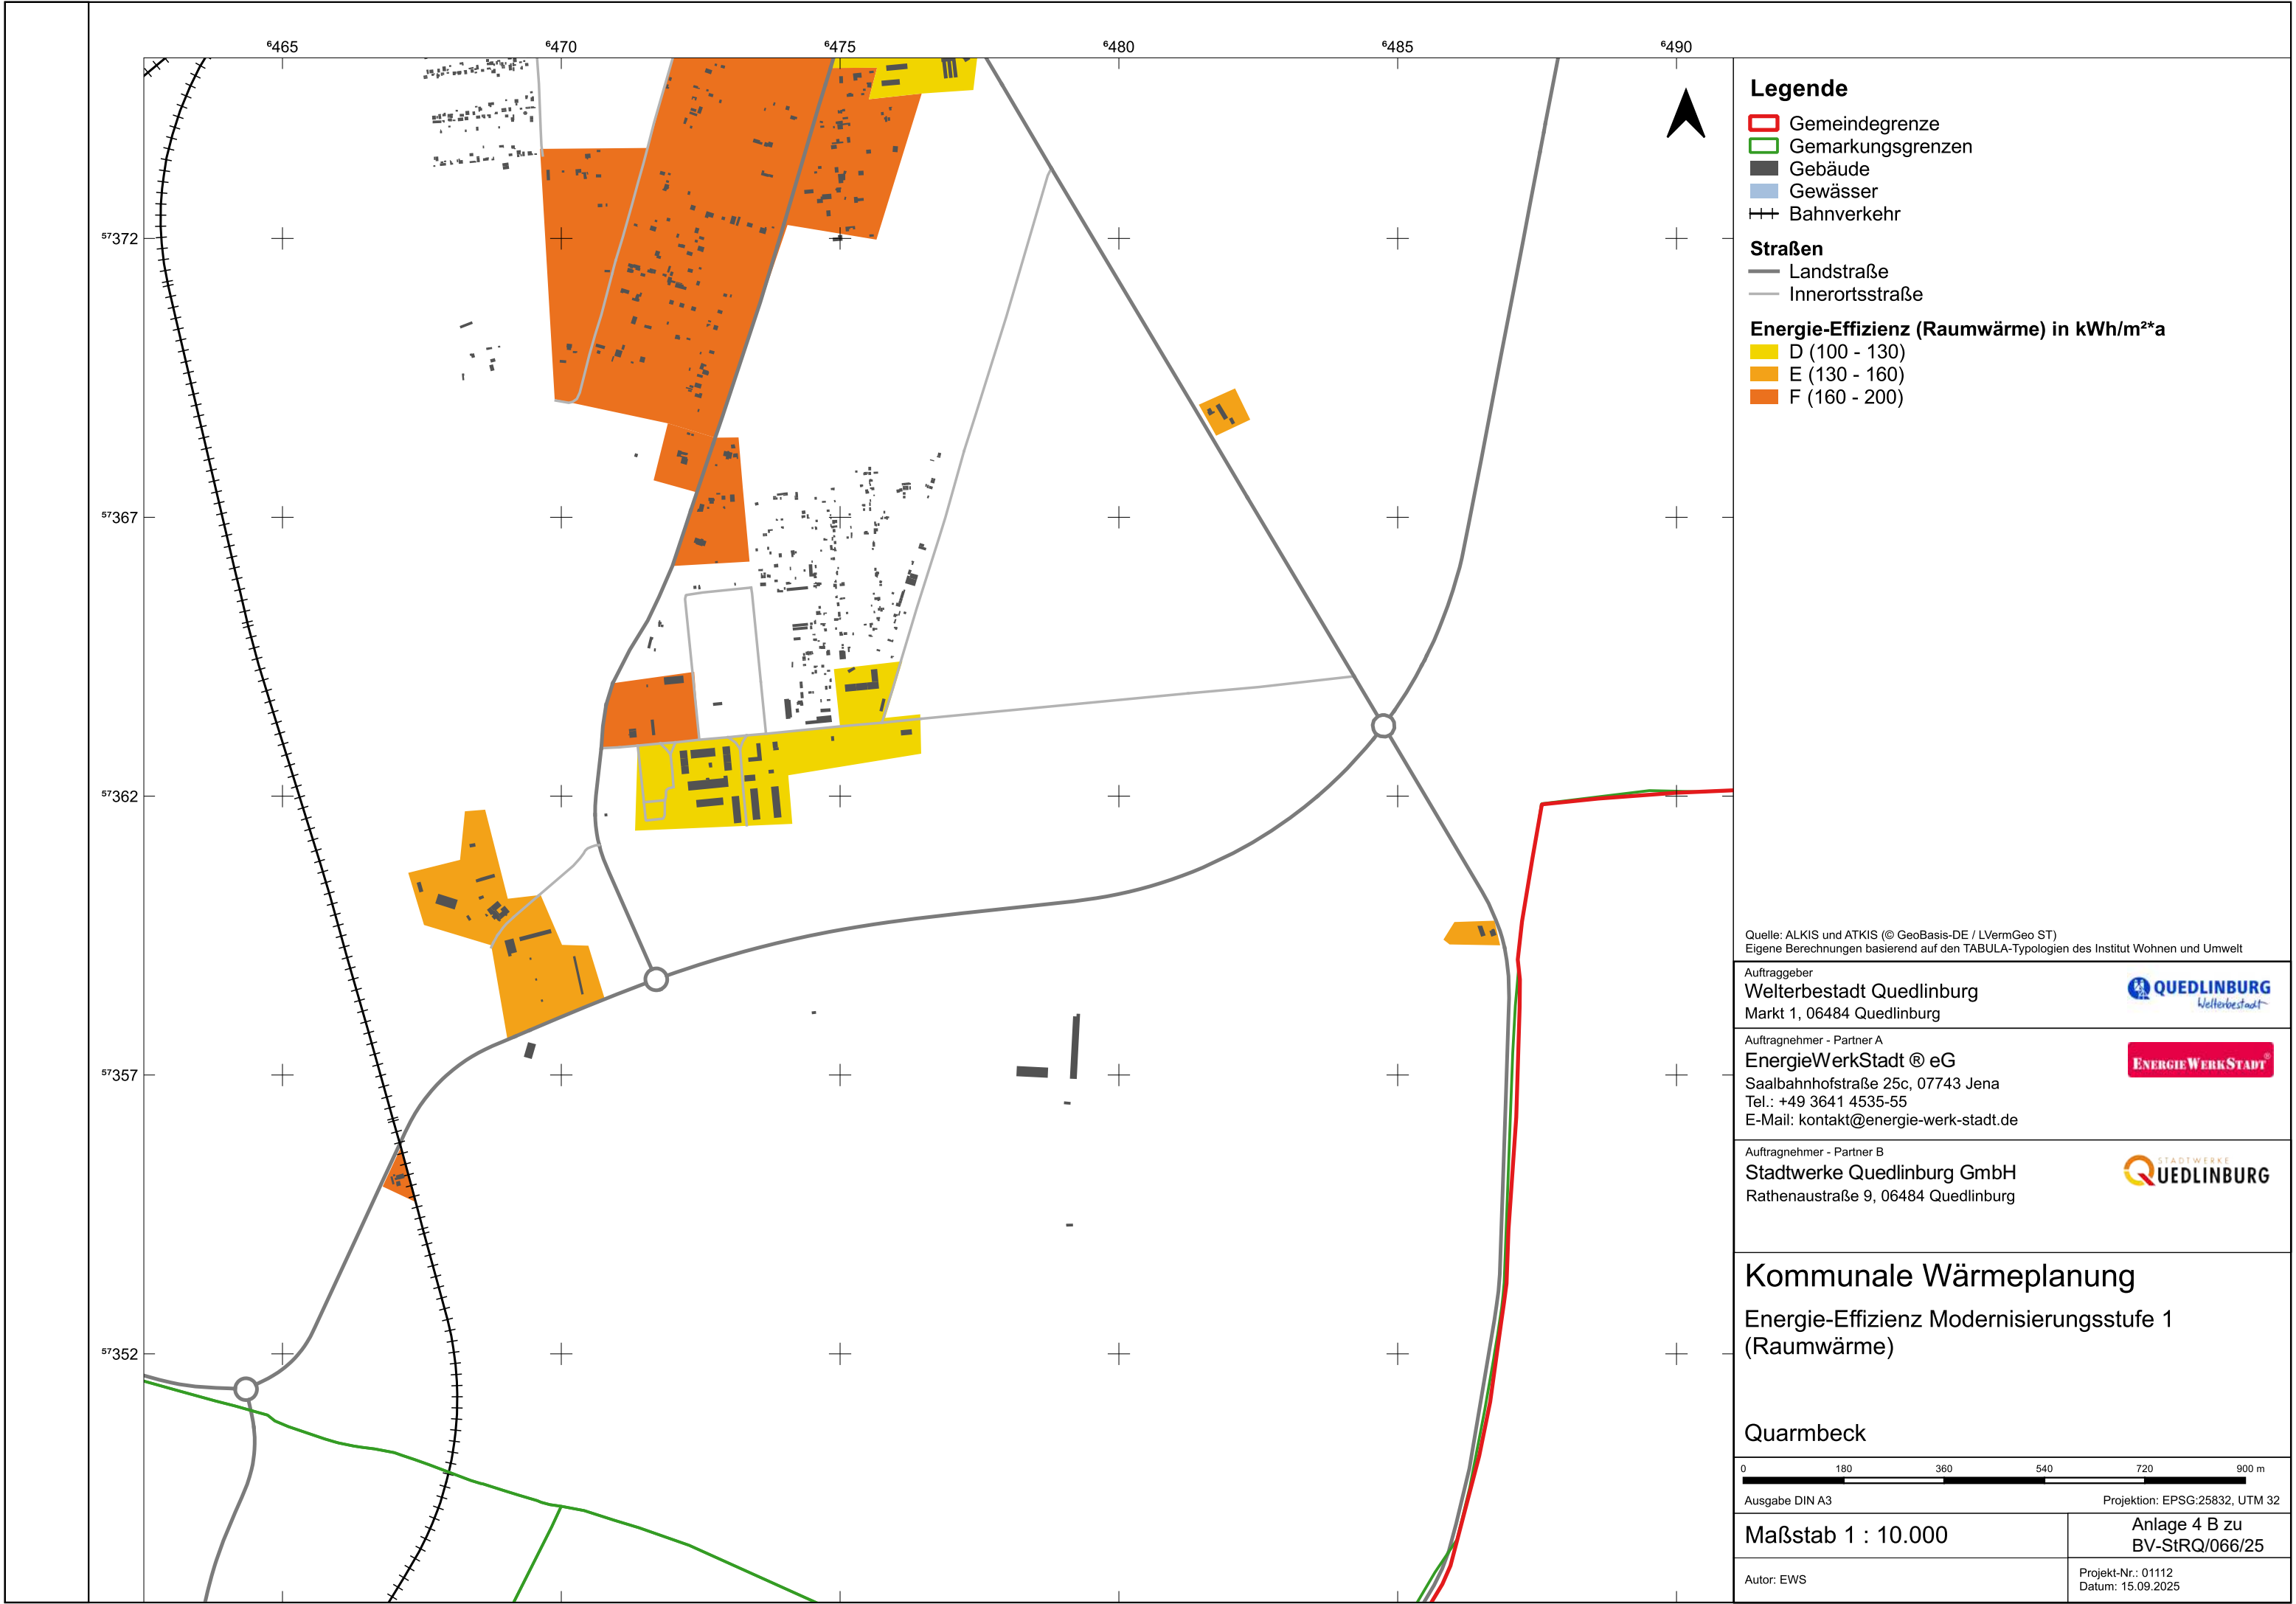 ⁶465 ⁶470 ⁶475 ⁶480 ⁶485 ⁶490
⁵⁷372
⁵⁷367
⁵⁷362
⁵⁷357
⁵⁷352
Legende
Gemeindegrenze
Gemarkungsgrenzen
Gebäude
Gewässer
Bahnverkehr
Straßen
Landstraße
Innerortsstraße
Energie-Effizienz (Raumwärme) in kWh/m²*a
D (100 - 130)
E (130 - 160)
F (160 - 200)
Quelle: ALKIS und ATKIS (© GeoBasis-DE / LVermGeo ST)
Eigene Berechnungen basierend auf den TABULA-Typologien des Institut Wohnen und Umwelt
Auftraggeber
Welterbestadt Quedlinburg
Markt 1, 06484 Quedlinburg
QUEDLINBURG
Welterbestadt
Auftragnehmer - Partner A
EnergieWerkStadt ® eG
Saalbahnhofstraße 25c, 07743 Jena
Tel.: +49 3641 4535-55
E-Mail: kontakt@energie-werk-stadt.de
ENERGIEWERKSTADT®
Auftragnehmer - Partner B
Stadtwerke Quedlinburg GmbH
Rathenaustraße 9, 06484 Quedlinburg
STADTWERKE
QUEDLINBURG
Kommunale Wärmeplanung
Energie-Effizienz Modernisierungsstufe 1
(Raumwärme)
Quarmbeck
0 180 360 540 720 900 m
Ausgabe DIN A3 Projektion: EPSG:25832, UTM 32
Maßstab 1 : 10.000
Anlage 4 B zu
BV-StRQ/066/25
Autor: EWS
Projekt-Nr.: 01112
Datum: 15.09.2025